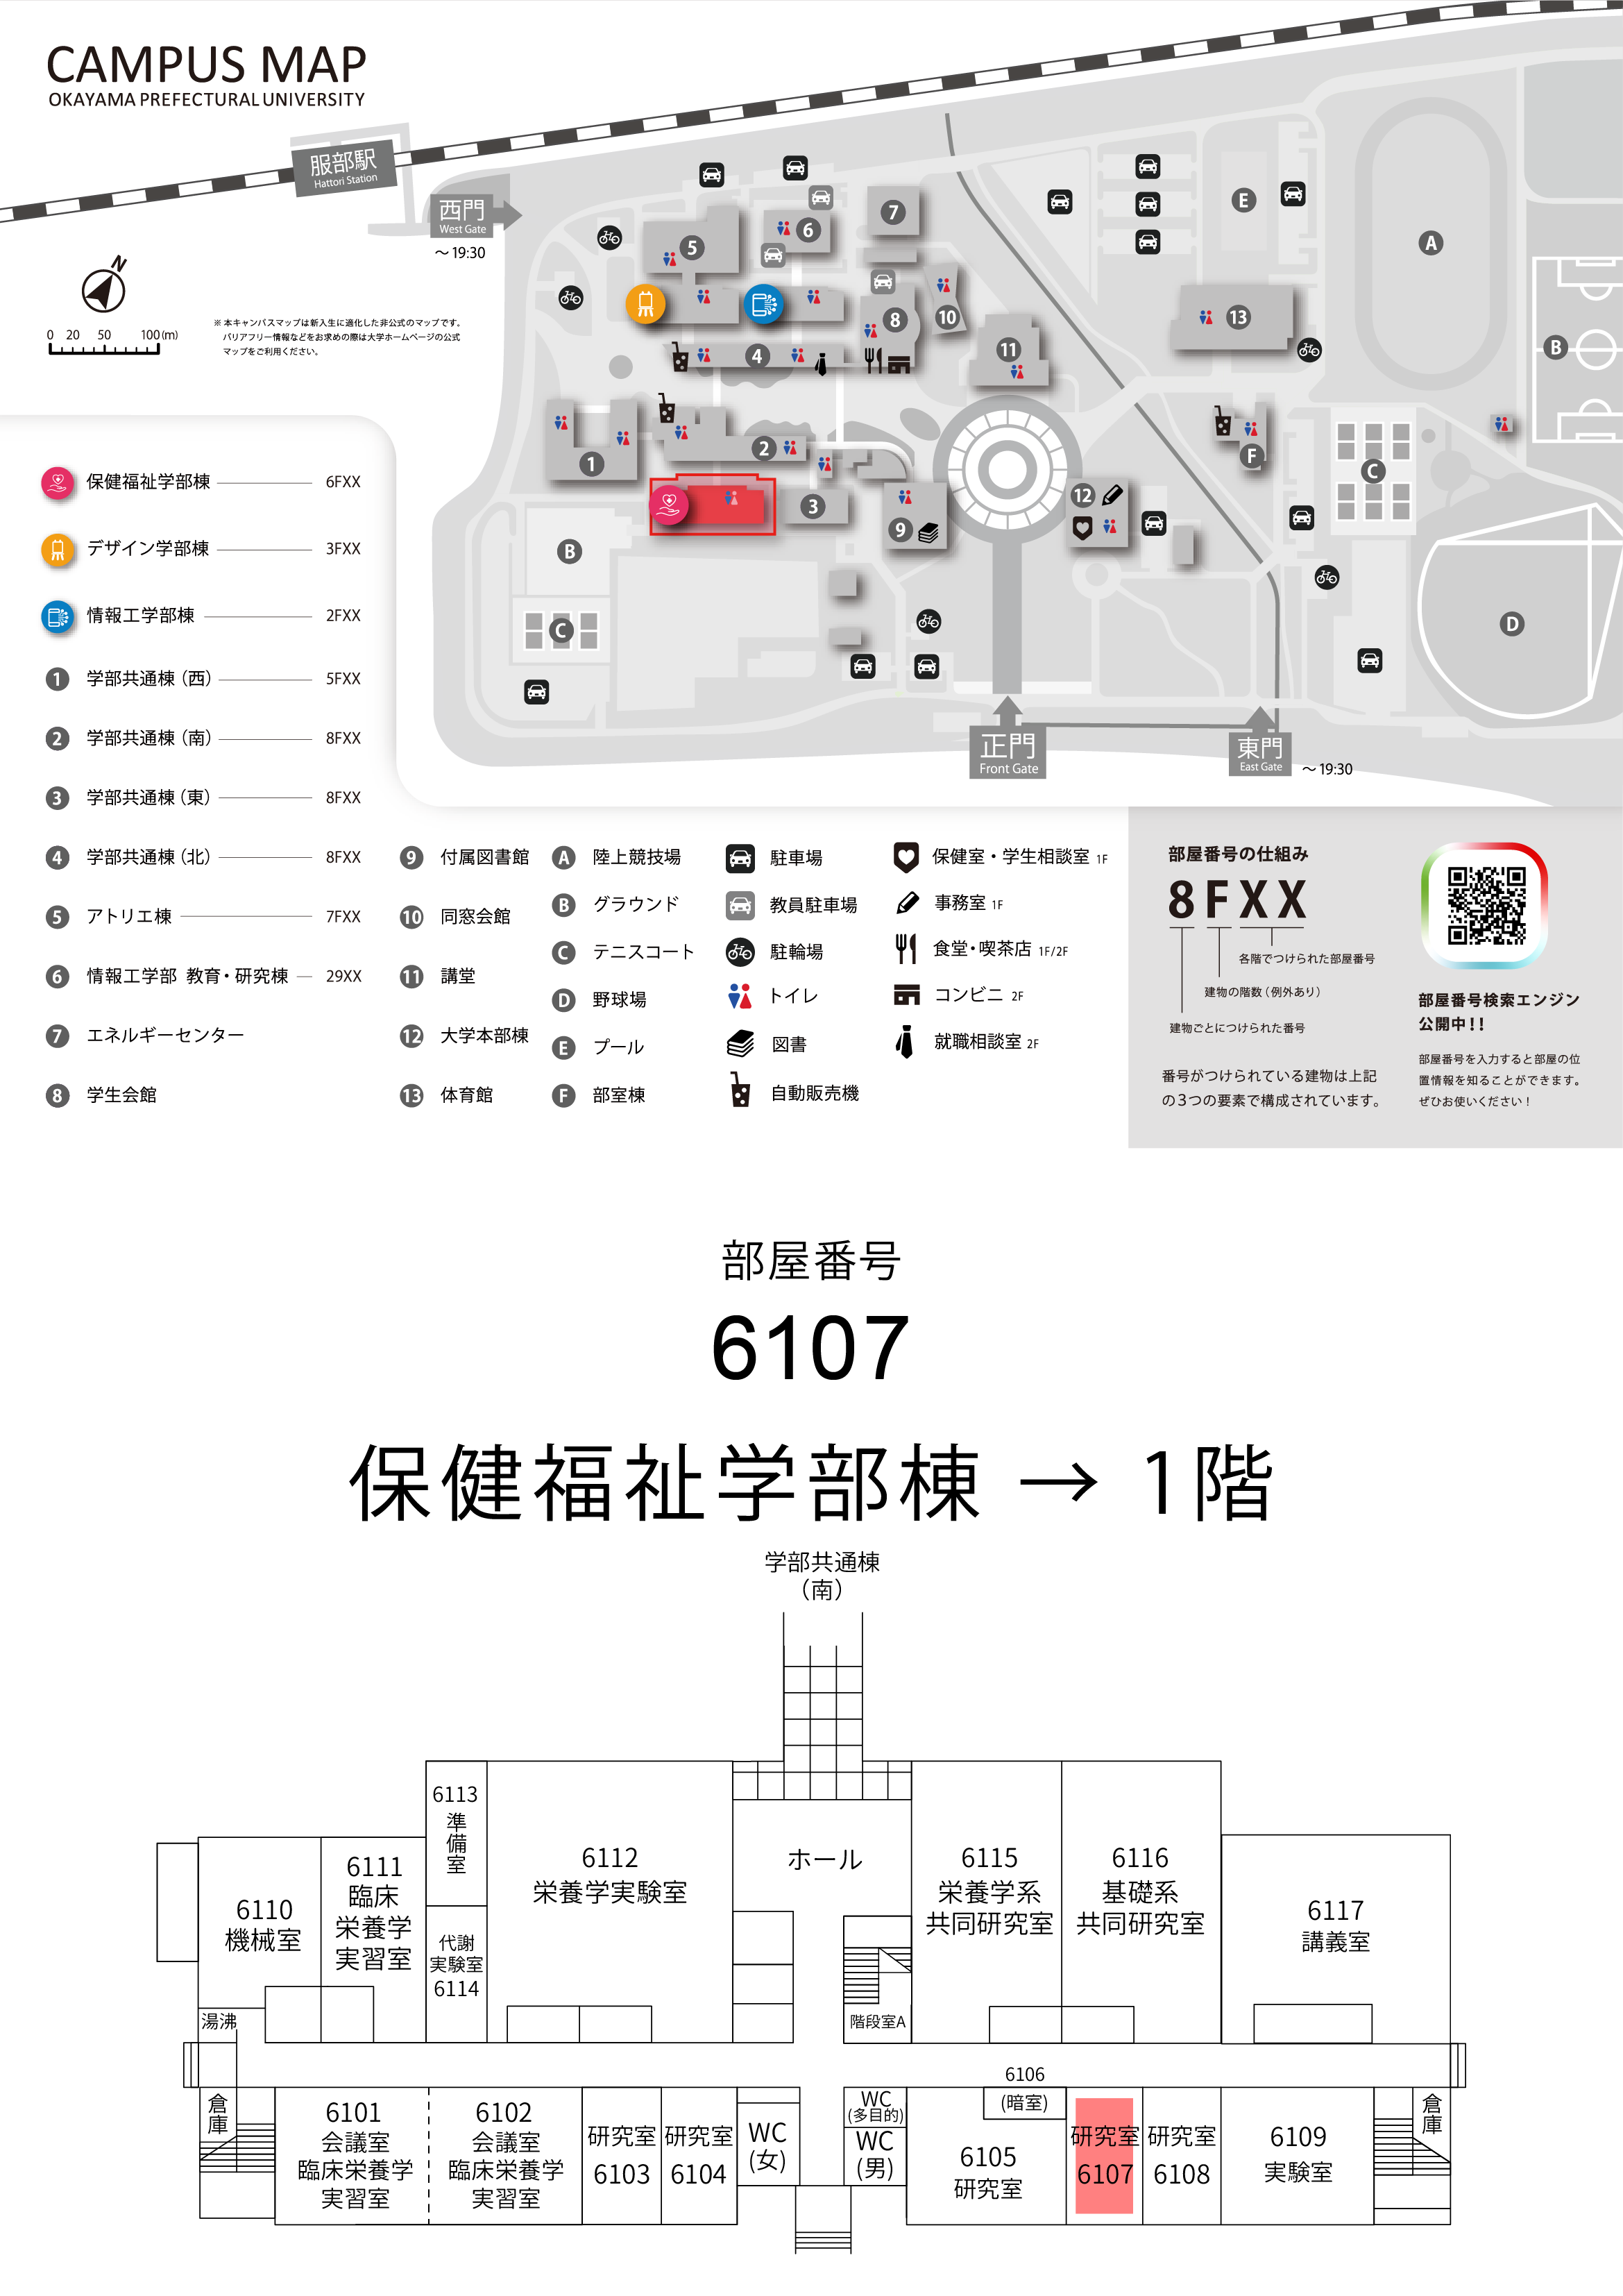 CAMPUS MAP
OKAYAMA PREFECTURAL UNIVERSITY
服部駅
Hattori Station
西門
West Gate
～19:30
N
0 20 50 100(m)
※本キャンパスマップは新入生に適化した非公式のマップです。
バリアフリー情報などをお求めの際は大学ホームページの公式
マップをご利用ください。
7
6
5
E
A
8
10
13
11
4
B
2
1
F
C
3
9
12
B
C
D
正門
Front Gate
東門
East Gate
～19:30
保健福祉学部棟 6FXX
デザイン学部棟 3FXX
情報工学部棟 2FXX
1 学部共通棟（西） 5FXX
2 学部共通棟（南） 8FXX
3 学部共通棟（東） 8FXX
4 学部共通棟（北） 8FXX
5 アトリエ棟 7FXX
6 情報工学部 教育・研究棟 29XX
7 エネルギーセンター
8 学生会館
9 付属図書館
10 同窓会館
11 講堂
12 大学本部棟
13 体育館
A 陸上競技場
B グラウンド
C テニスコート
D 野球場
E プール
F 部室棟
駐車場
教員駐車場
駐輪場
トイレ
図書
自動販売機
保健室・学生相談室 1F
事務室 1F
食堂・喫茶店 1F/2F
コンビニ 2F
就職相談室 2F
部屋番号の仕組み
8FXX
各階でつけられた部屋番号
建物の階数（例外あり）
建物ごとにつけられた番号
番号がつけられている建物は上記
の3つの要素で構成されています。
部屋番号検索エンジン
公開中!!
部屋番号を入力すると部屋の位
置情報を知ることができます。
ぜひお使いください！
部屋番号
6107
保健福祉学部棟 → 1階
学部共通棟
（南）
6113
準備室
6112
栄養学実験室
ホール
6115
栄養学系
共同研究室
6116
基礎系
共同研究室
6110
機械室
6111
臨床
栄養学
実習室
代謝
実験室
6114
6117
講義室
湯沸
階段室A
6106
(暗室)
倉庫
6101
会議室
臨床栄養学
実習室
6102
会議室
臨床栄養学
実習室
研究室
6103
研究室
6104
WC
(女)
WC
(多目的)
WC
(男)
6105
研究室
研究室
6107
研究室
6108
6109
実験室
倉庫